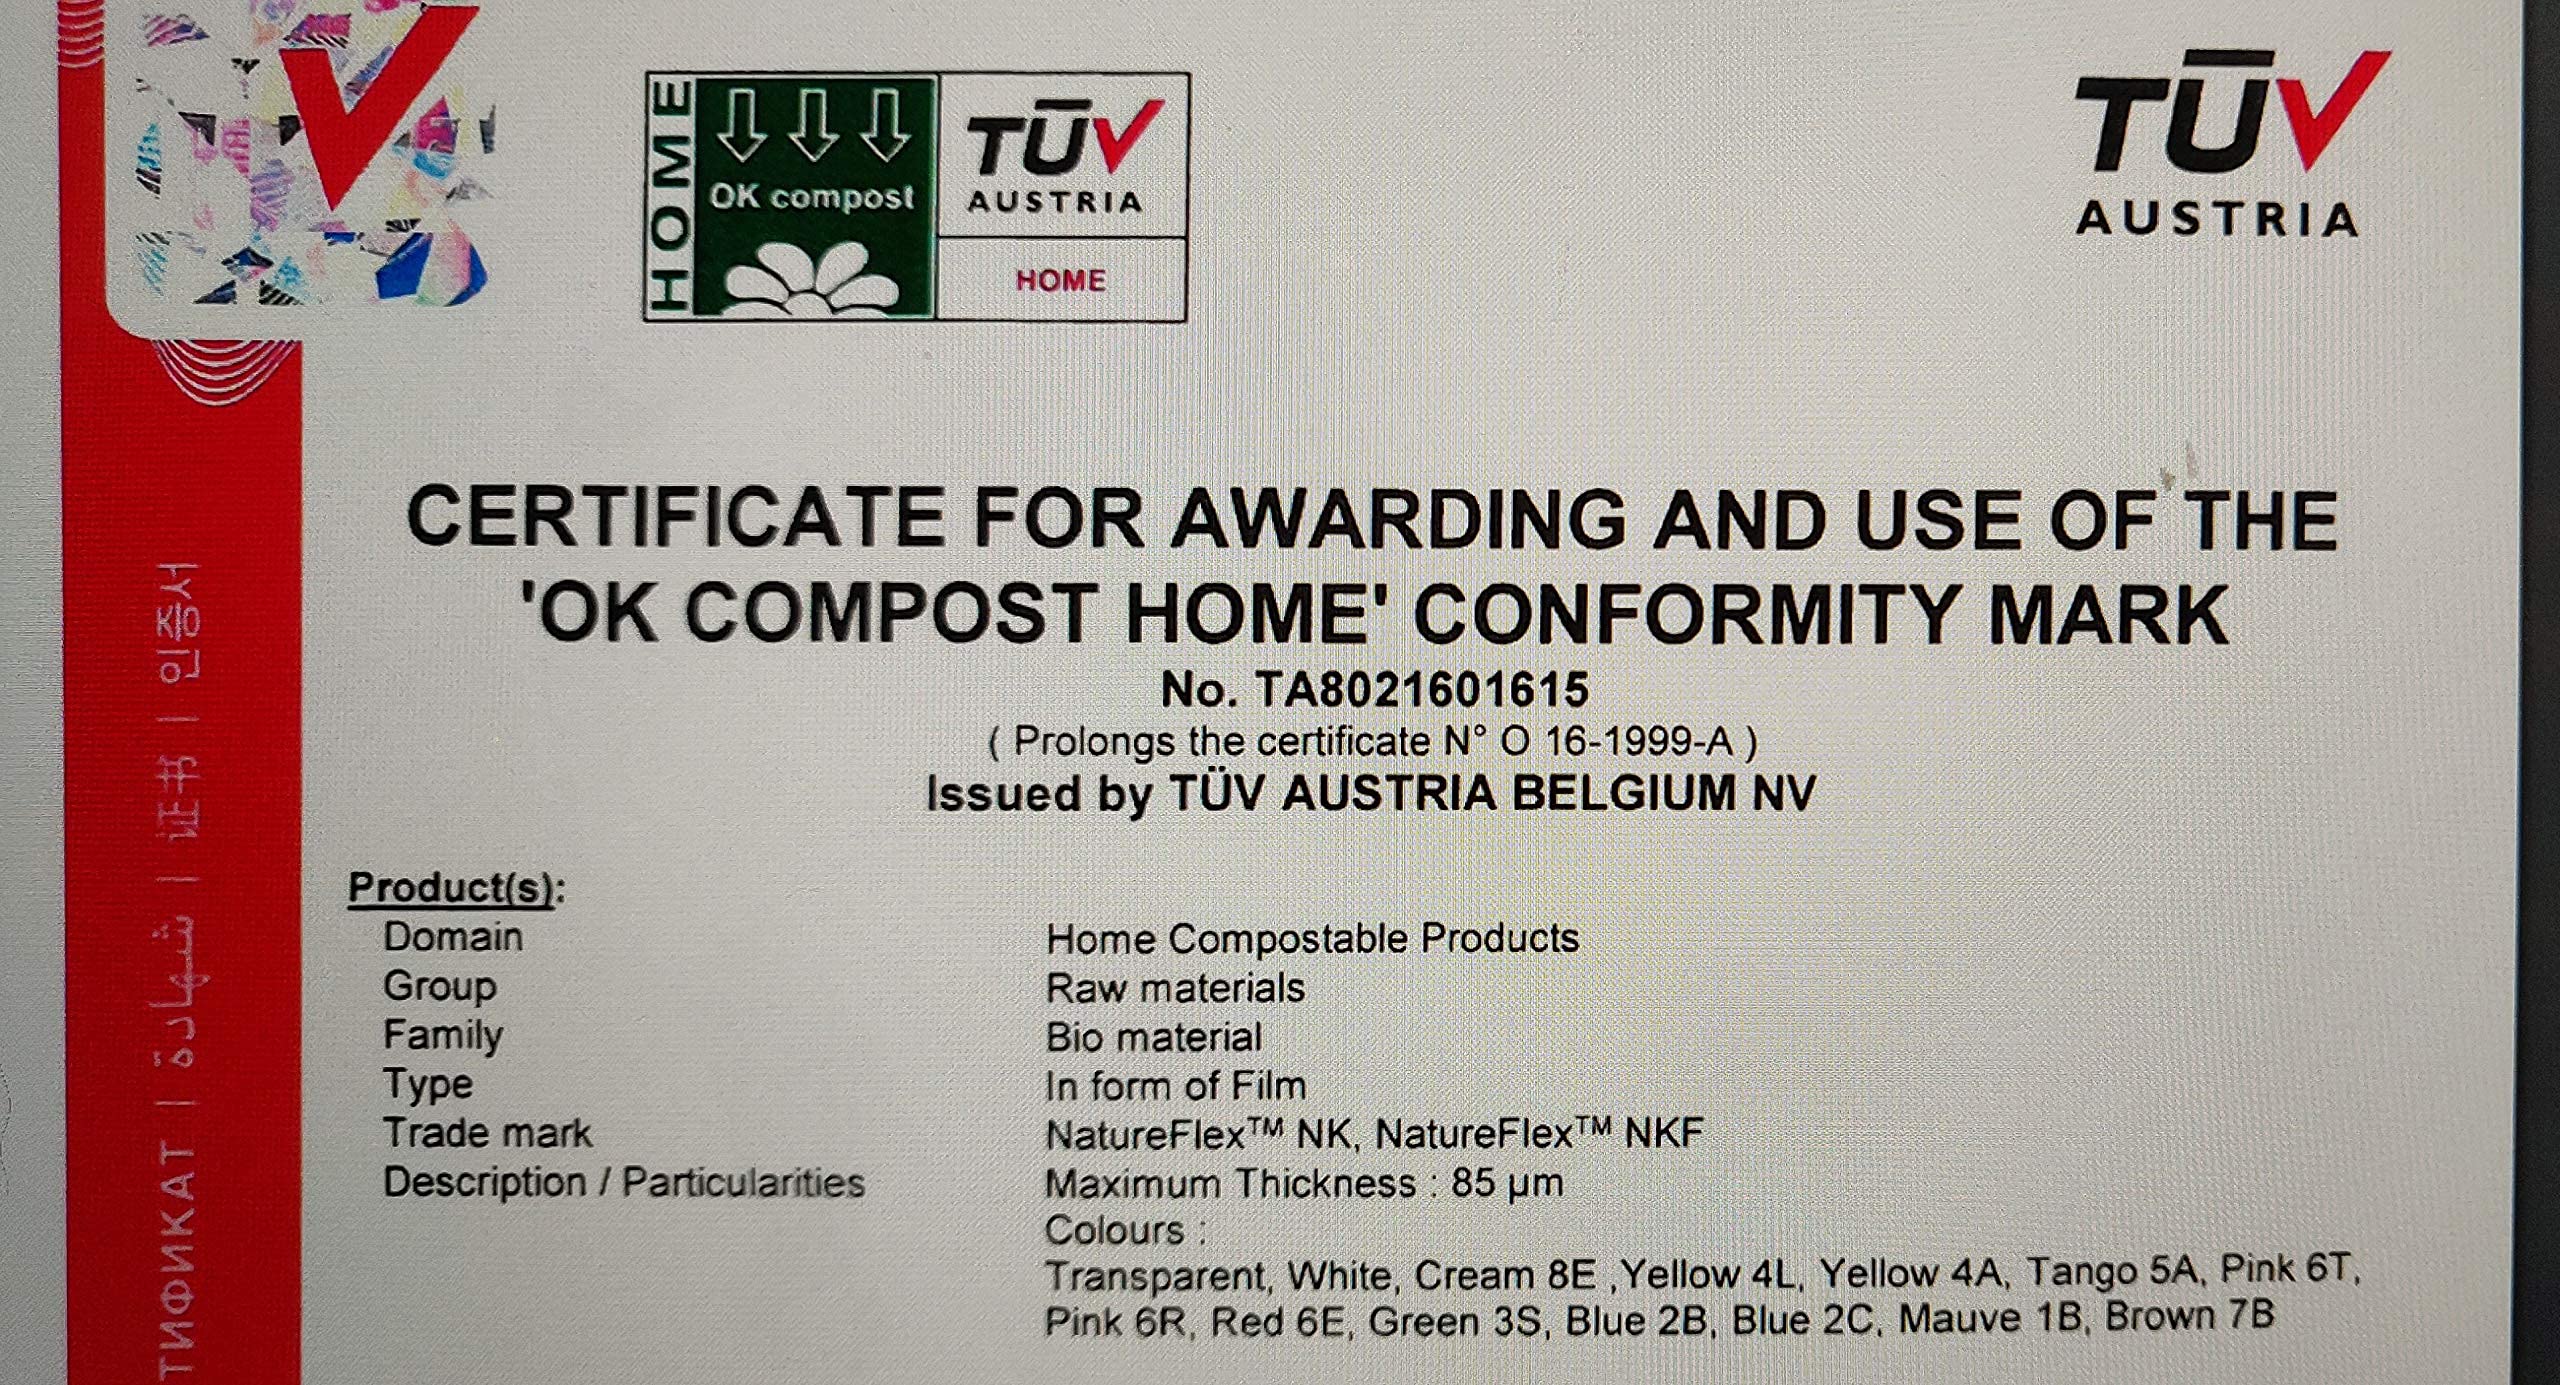 HOME
OK compost
TÜV
AUSTRIA
HOME
TÜV
AUSTRIA
CERTIFICATE FOR AWARDING AND USE OF THE
'OK COMPOST HOME' CONFORMITY MARK
No. TA8021601615
( Prolongs the certificate N° O 16-1999-A )
Issued by TÜV AUSTRIA BELGIUM NV
Product(s):
Domain Home Compostable Products
Group Raw materials
Family Bio material
Type In form of Film
Trade mark NatureFlex™ NK, NatureFlex™ NKF
Description / Particularities Maximum Thickness : 85 µm
Colours :
Transparent, White, Cream 8E ,Yellow 4L, Yellow 4A, Tango 5A, Pink 6T,
Pink 6R, Red 6E, Green 3S, Blue 2B, Blue 2C, Mauve 1B, Brown 7B
ТИФИКАТ | شهادة | 证书 | 인증서